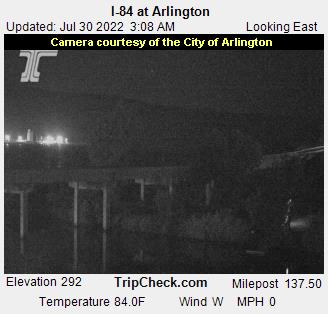 I-84 at Arlington
Updated: Jul 30 2022 3:08 AM Looking East
Camera courtesy of the City of Arlington
Elevation 292 TripCheck.com Milepost 137.50
Temperature 84.0F Wind W MPH 0